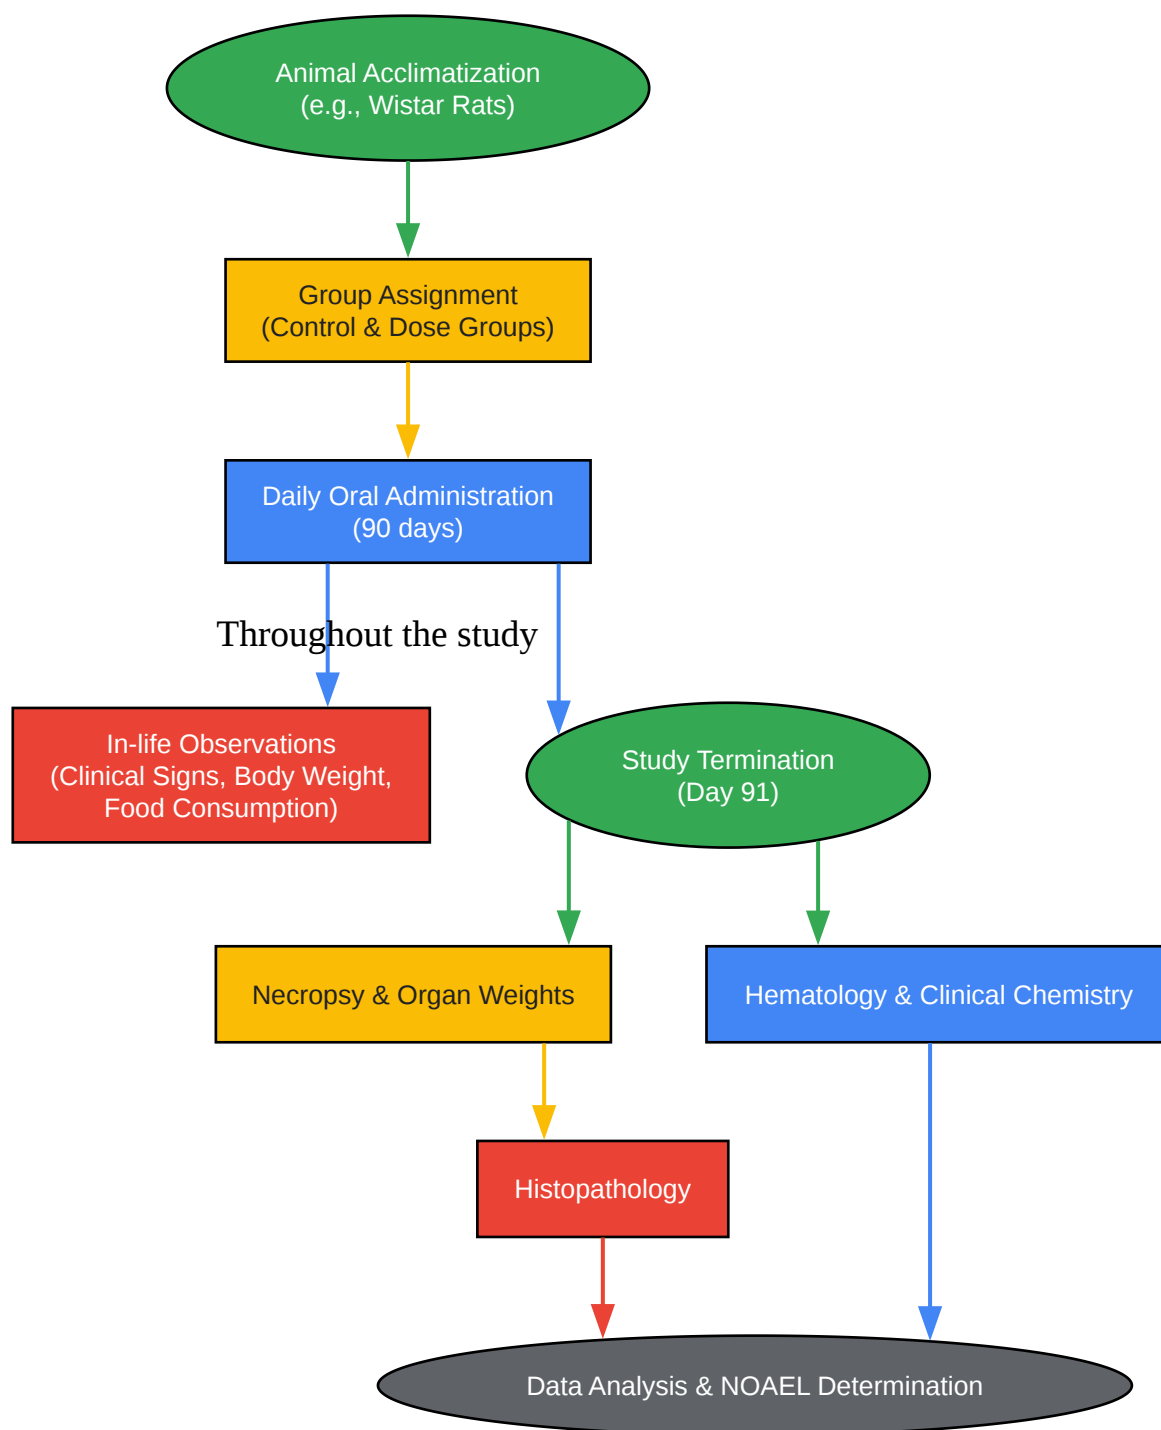 Animal Acclimatization
(e.g., Wistar Rats)
Group Assignment
(Control & Dose Groups)
Daily Oral Administration
(90 days)
Throughout the study
In-life Observations
(Clinical Signs, Body Weight,
Food Consumption)
Study Termination
(Day 91)
Necropsy & Organ Weights
Hematology & Clinical Chemistry
Histopathology
Data Analysis & NOAEL Determination